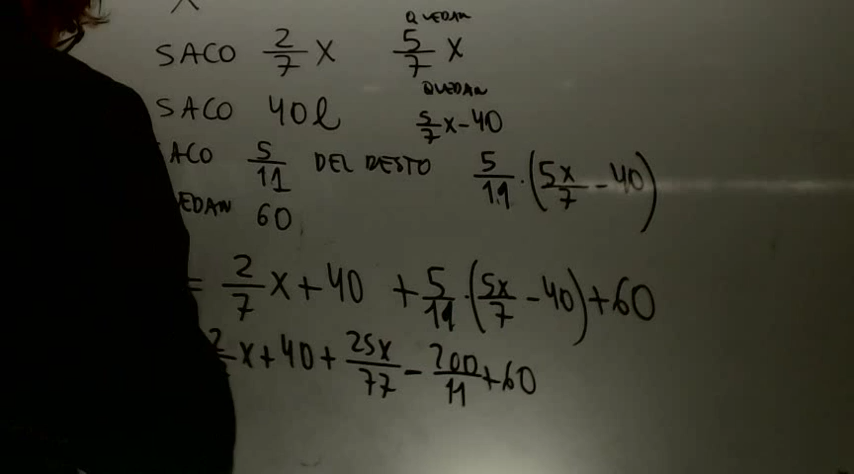 X
QUEDAN
SACO 2/7 X 5/7 X
QUEDAN
SACO 40l 5/7 X-40
ACO 5/11 DEL RESTO 5/11·(5X/7-40)
EDAN 60
= 2/7 X+40 +5/11·(5X/7-40)+60
2/7 X+40+25X/77-200/11+60